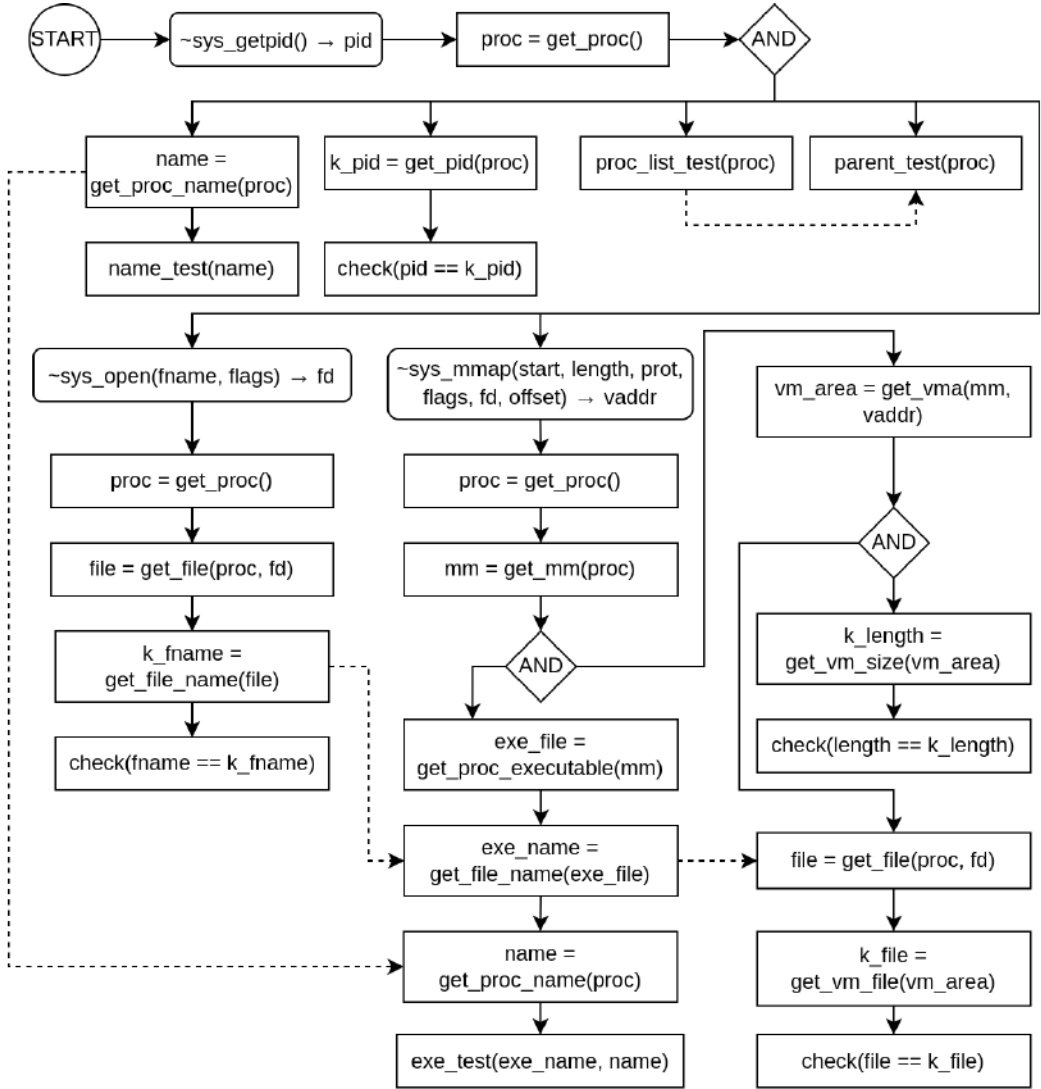 START
~sys_getpid() → pid
proc = get_proc()
AND
name =
get_proc_name(proc)
k_pid = get_pid(proc)
proc_list_test(proc)
parent_test(proc)
name_test(name)
check(pid == k_pid)
~sys_open(fname, flags) → fd
~sys_mmap(start, length, prot,
flags, fd, offset) → vaddr
vm_area = get_vma(mm,
vaddr)
proc = get_proc()
proc = get_proc()
AND
file = get_file(proc, fd)
mm = get_mm(proc)
k_fname =
get_file_name(file)
AND
k_length =
get_vm_size(vm_area)
check(fname == k_fname)
exe_file =
get_proc_executable(mm)
check(length == k_length)
exe_name =
get_file_name(exe_file)
file = get_file(proc, fd)
name =
get_proc_name(proc)
k_file =
get_vm_file(vm_area)
exe_test(exe_name, name)
check(file == k_file)